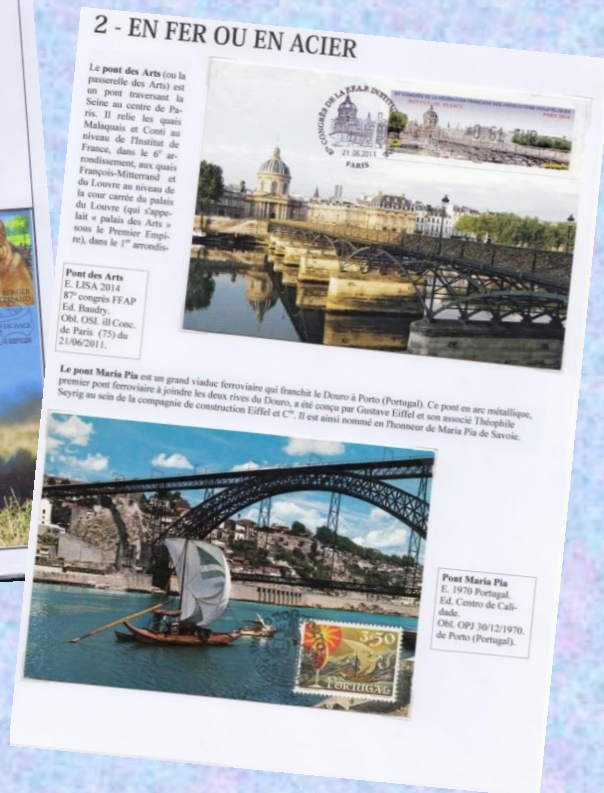 2 - EN FER OU EN ACIER
Le pont des Arts (ou la
passerelle des Arts) est
un pont traversant la
Seine au centre de Pa-
ris. Il relie les quais
Malaquais et Conti au
niveau de l'Institut de
France, dans le 6e ar-
rondissement, aux quais
François-Mitterrand et
du Louvre au niveau de
la cour carrée du palais
du Louvre (qui s'appe-
lait « palais des Arts »
sous le Premier Empi-
re), dans le 1er arrondis-
21.06.2011
PARIS
Pont des Arts
E. LISA 2014
87e congrès FFAP
Ed. Baudry.
Obl. OSL ill Conc.
de Paris (75) du
21/06/2011.
Le pont Maria Pia est un grand viaduc ferroviaire qui franchit le Douro à Porto (Portugal). Ce pont en arc métallique,
premier pont ferroviaire à joindre les deux rives du Douro, a été conçu par Gustave Eiffel et son associé Théophile
Seyrig au sein de la compagnie de construction Eiffel et Cie. Il est ainsi nommé en l'honneur de Maria Pia de Savoie.
3$50
PORTUGAL
Pont Maria Pia
E. 1970 Portugal.
Ed. Centro de Cali-
dade.
Obl. OPJ 30/12/1970.
de Porto (Portugal).